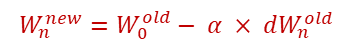 W_n^{new} = W_0^{old} − α × dW_n^{old}